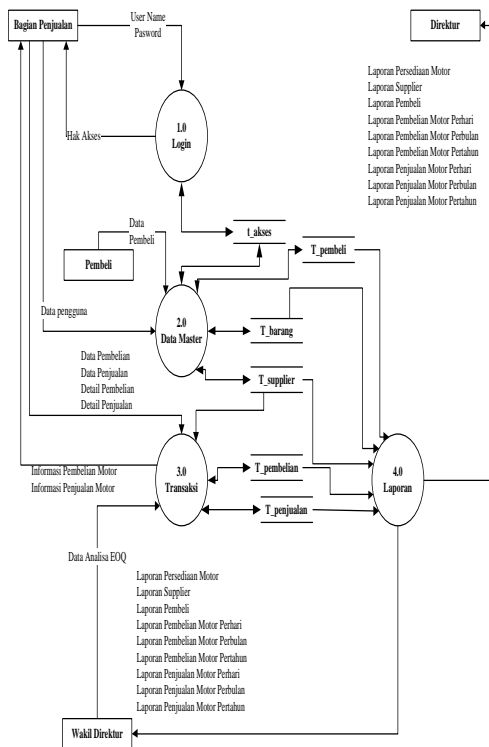 User Name
Pasword
Bagian Penjualan
Direktur
Laporan Persediaan Motor
Laporan Supplier
Laporan Pembeli
Laporan Pembelian Motor Perhari
Laporan Pembelian Motor Perbulan
Laporan Pembelian Motor Pertahun
Laporan Penjualan Motor Perhari
Laporan Penjualan Motor Perbulan
Laporan Penjualan Motor Pertahun
Hak Akses
1.0
Login
Data
Pembeli
t_akses
T_pembeli
Pembeli
Data pengguna
2.0
Data Master
T_barang
Data Pembelian
Data Penjualan
Detail Pembelian
Detail Penjualan
T_supplier
Informasi Pembelian Motor
Informasi Penjualan Motor
3.0
Transaksi
T_pembelian
T_penjualan
4.0
Laporan
Data Analisa EOQ
Laporan Persediaan Motor
Laporan Supplier
Laporan Pembeli
Laporan Pembelian Motor Perhari
Laporan Pembelian Motor Perbulan
Laporan Pembelian Motor Pertahun
Laporan Penjualan Motor Perhari
Laporan Penjualan Motor Perbulan
Laporan Penjualan Motor Pertahun
Wakil Direktur